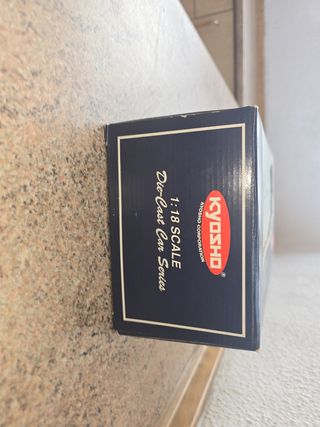 KYOSHO®
KYOSHO CORPORATION
1:18 SCALE
Die-Cast Car Series